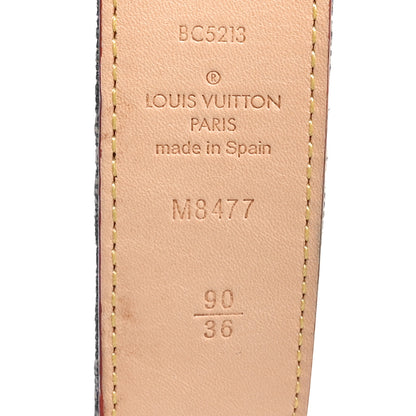 BC5213
®
LOUIS VUITTON
PARIS
made in Spain
M8477
90
36